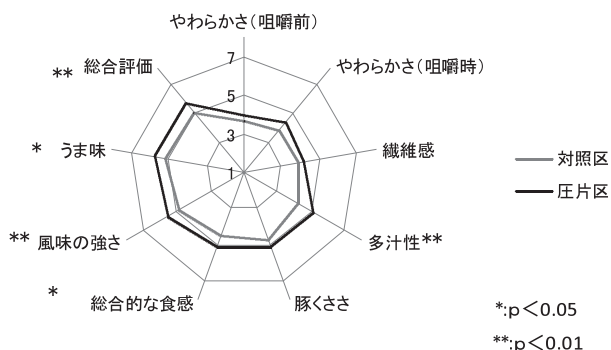 やわらかさ（咀嚼前）
やわらかさ（咀嚼時）
繊維感
多汁性**
豚くささ
総合的な食感
*
風味の強さ
**
うま味
*
総合評価
**
7
5
3
1
対照区
圧片区
*:p＜0.05
**:p＜0.01